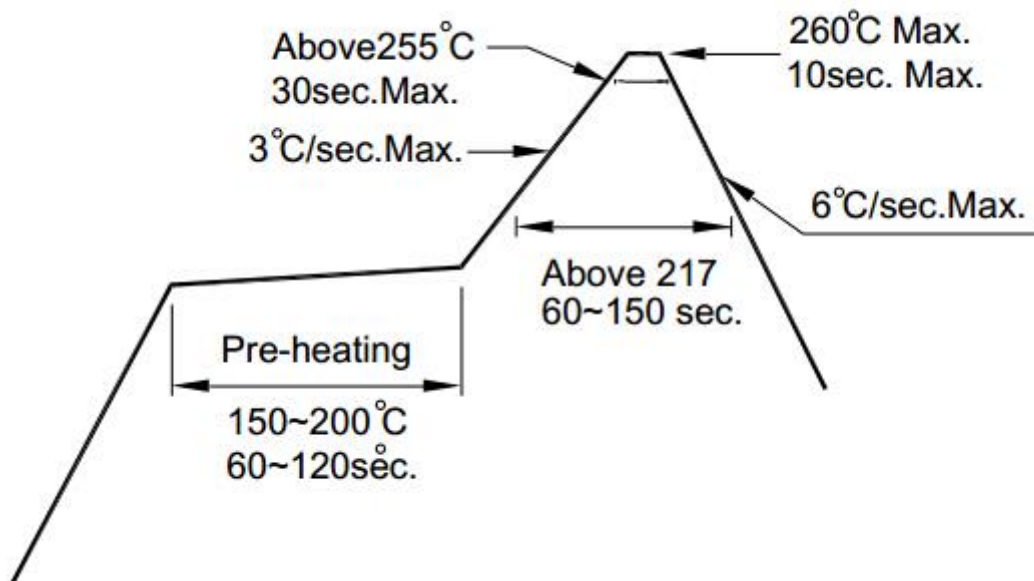 Above255°C
30sec.Max.
260°C Max.
10sec. Max.
3°C/sec.Max.
6°C/sec.Max.
Above 217
60~150 sec.
Pre-heating
150~200°C
60~120sec.